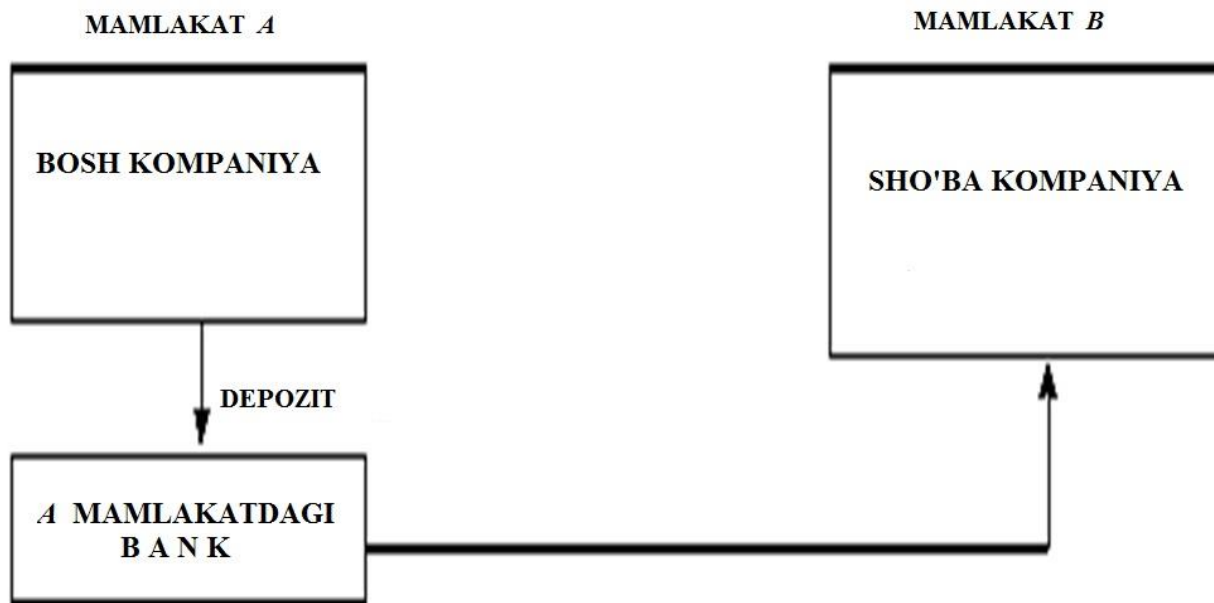 MAMLAKAT A
MAMLAKAT B
BOSH KOMPANIYA
SHO'BA KOMPANIYA
DEPOZIT
A MAMLAKATDAGI
B A N K